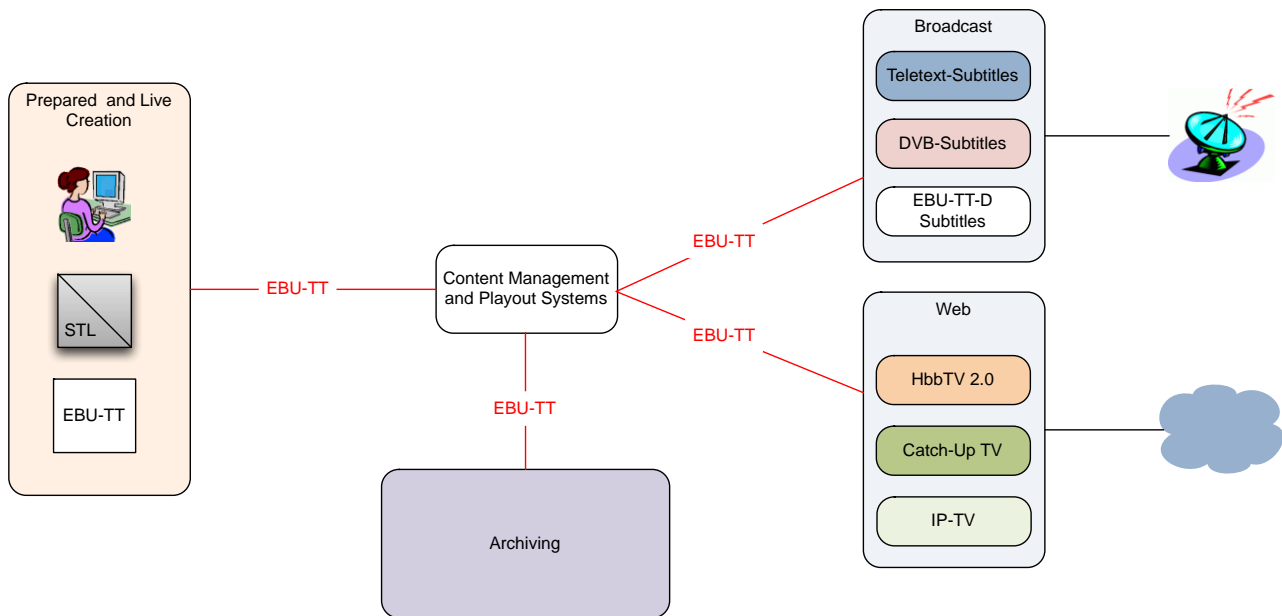 Prepared and Live
Creation
STL
EBU-TT
EBU-TT
Content Management
and Playout Systems
EBU-TT
Archiving
EBU-TT
EBU-TT
Broadcast
Teletext-Subtitles
DVB-Subtitles
EBU-TT-D
Subtitles
Web
HbbTV 2.0
Catch-Up TV
IP-TV